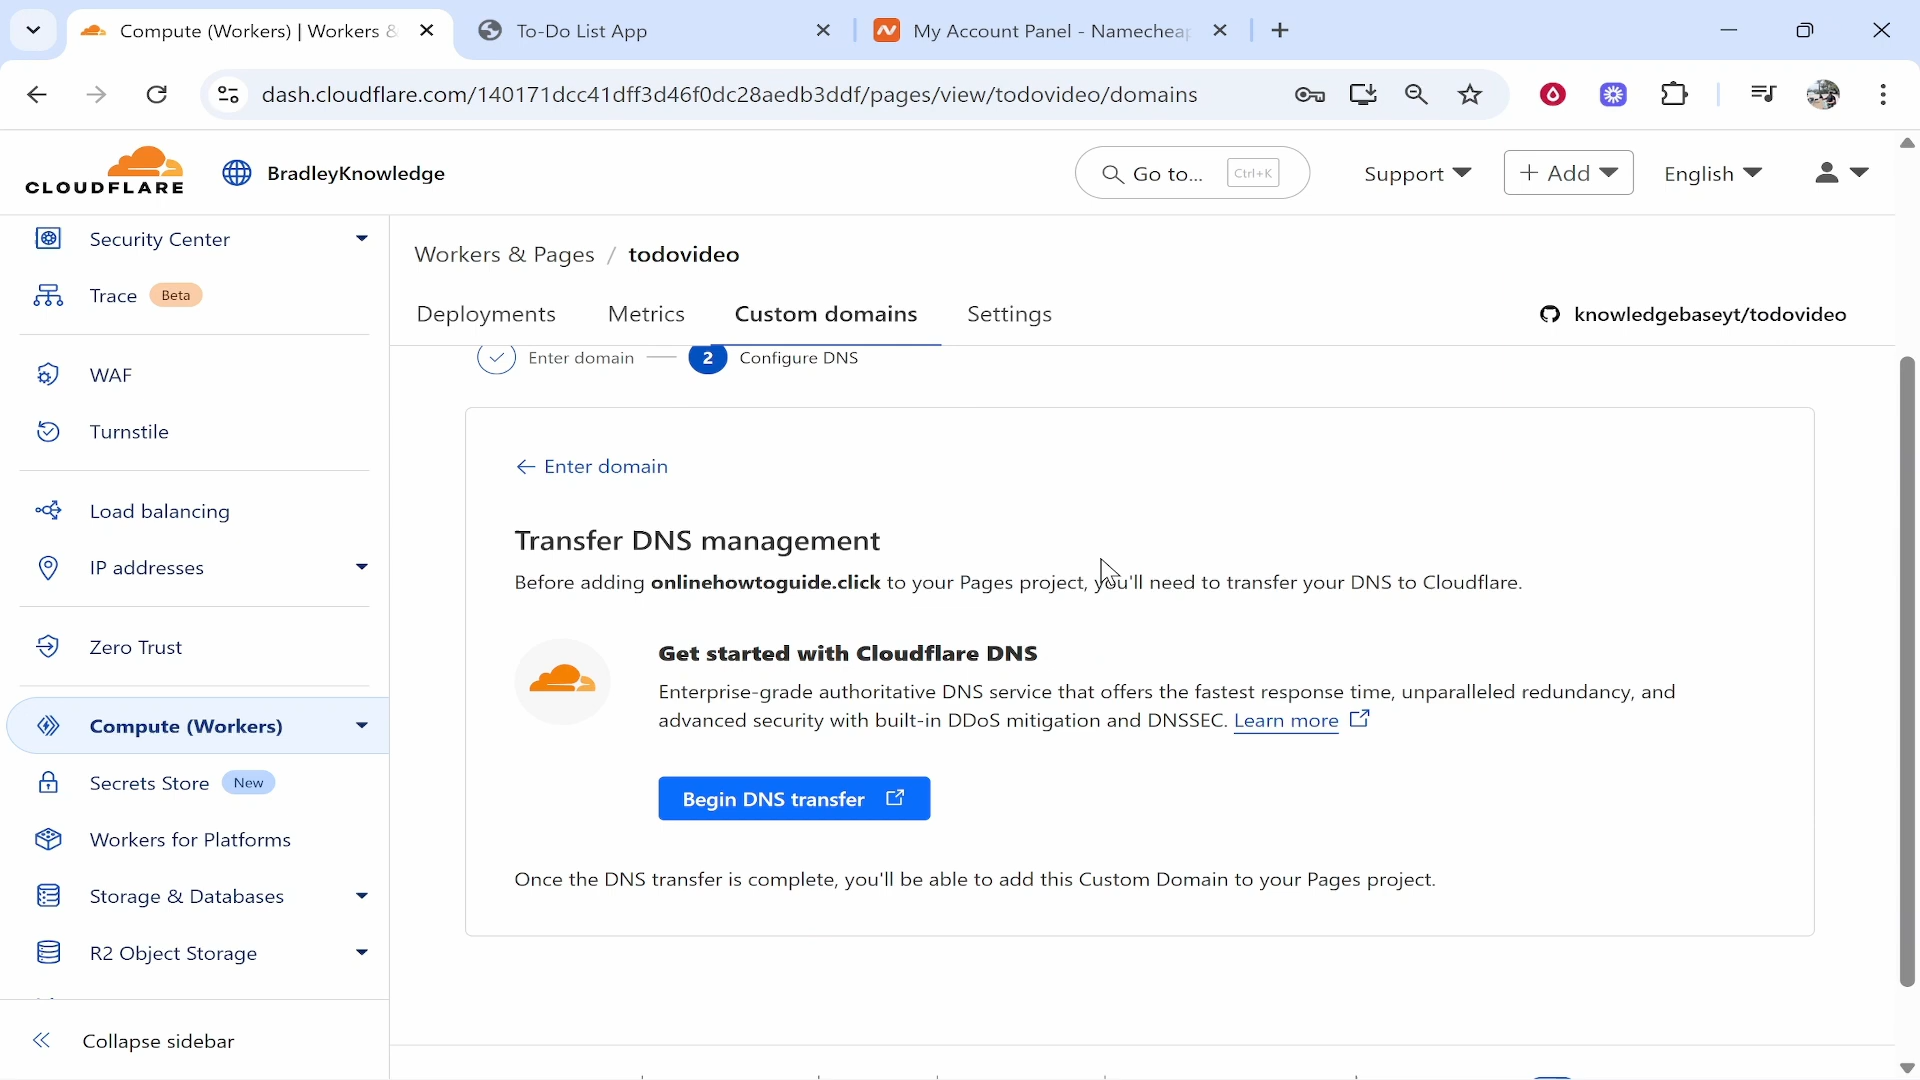 Compute (Workers) | Workers &
To-Do List App
My Account Panel - Namecheap
dash.cloudflare.com/140171dcc41dff3d46f0dc28aedb3ddf/pages/view/todovideo/domains
CLOUDFLARE
BradleyKnowledge
Go to...
Ctrl+K
Support
+ Add
English
Security Center
Trace Beta
WAF
Turnstile
Load balancing
IP addresses
Zero Trust
Compute (Workers)
Secrets Store New
Workers for Platforms
Storage & Databases
R2 Object Storage
Collapse sidebar
Workers & Pages / todovideo
Deployments
Metrics
Custom domains
Settings
knowledgebaseyt/todovideo
Enter domain
2 Configure DNS
← Enter domain
Transfer DNS management
Before adding onlinehowtoguide.click to your Pages project, you'll need to transfer your DNS to Cloudflare.
Get started with Cloudflare DNS
Enterprise-grade authoritative DNS service that offers the fastest response time, unparalleled redundancy, and
advanced security with built-in DDoS mitigation and DNSSEC. Learn more
Begin DNS transfer
Once the DNS transfer is complete, you'll be able to add this Custom Domain to your Pages project.